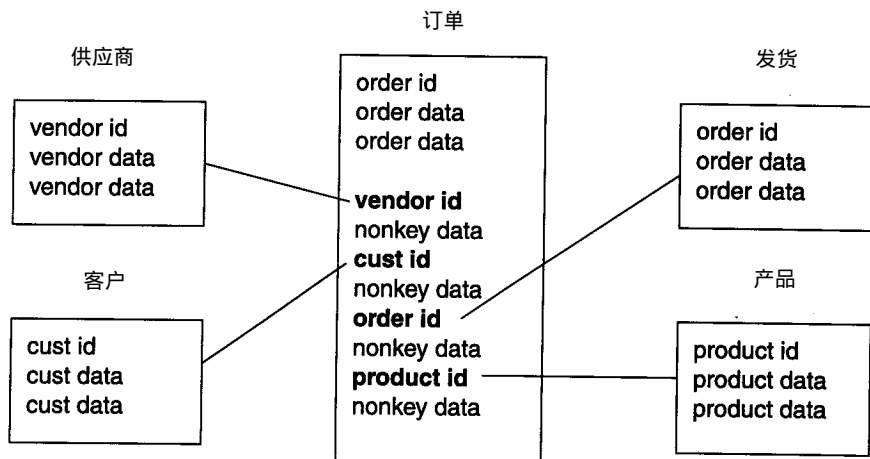 订单
供应商
发货
order id
order data
order data
vendor id
vendor data
vendor data
order id
order data
order data
vendor id
nonkey data
cust id
nonkey data
order id
nonkey data
product id
nonkey data
客户
产品
cust id
cust data
cust data
product id
product data
product data